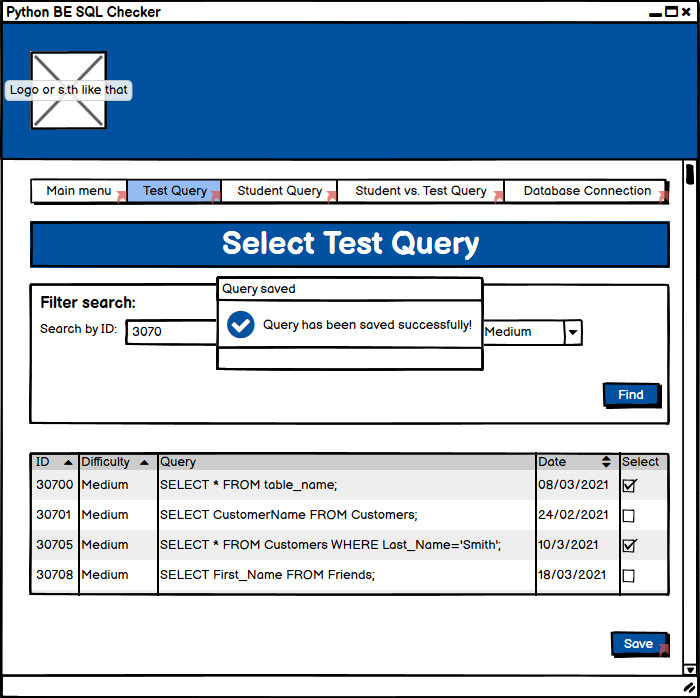 Python BE SQL Checker
Logo or s.th like that
Main menu Test Query Student Query Student vs. Test Query Database Connection
Select Test Query
Query saved
Filter search:
Search by ID: 3070 Query has been saved successfully! Medium
Find
ID Difficulty Query Date Select
30700 Medium SELECT * FROM table_name; 08/03/2021
30701 Medium SELECT CustomerName FROM Customers; 24/02/2021
30705 Medium SELECT * FROM Customers WHERE Last_Name='Smith'; 10/3/2021
30708 Medium SELECT First_Name FROM Friends; 18/03/2021
Save